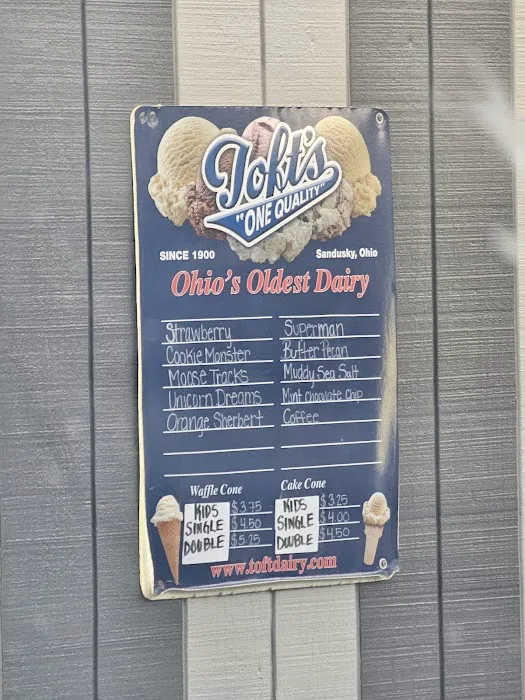 Toft's
"ONE QUALITY"
SINCE 1900
Sandusky, Ohio
Ohio's Oldest Dairy
Strawberry
Cookie Monster
Moose Tracks
Unicorn Dreams
Orange Sherbert
Superman
Butter Pecan
Muddy Sea Salt
Mint chocolate chip
Coffee
Waffle Cone
KIDS $3.75
SINGLE $4.50
DOUBLE $5.25
Cake Cone
KIDS $3.25
SINGLE $4.00
DOUBLE $4.50
www.toftdairy.com